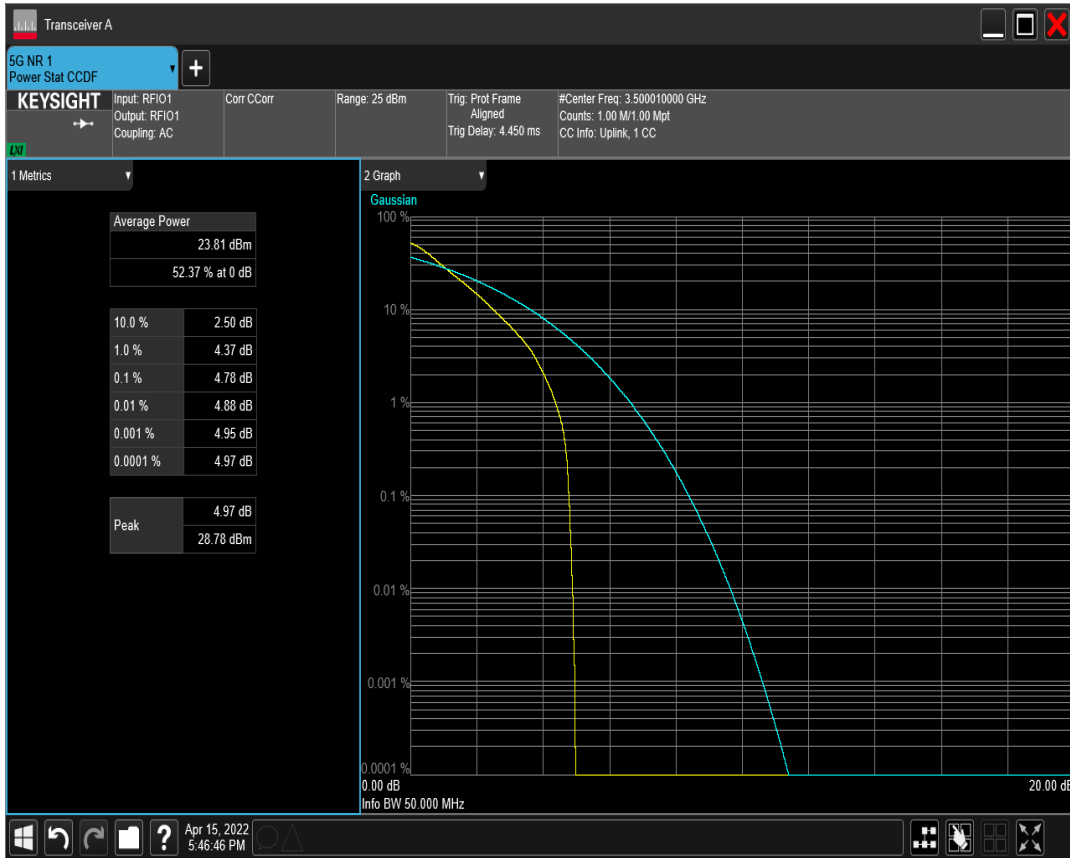 Transceiver A
5G NR 1
Power Stat CCDF
KEYSIGHT
LXI
Input: RFIO1
Output: RFIO1
Coupling: AC
Corr CCorr
Range: 25 dBm
Trig: Prot Frame
Aligned
Trig Delay: 4.450 ms
#Center Freq: 3.500010000 GHz
Counts: 1.00 M/1.00 Mpt
CC Info: Uplink, 1 CC
1 Metrics
Average Power
23.81 dBm
52.37 % at 0 dB
10.0 % 2.50 dB
1.0 % 4.37 dB
0.1 % 4.78 dB
0.01 % 4.88 dB
0.001 % 4.95 dB
0.0001 % 4.97 dB
Peak
4.97 dB
28.78 dBm
2 Graph
Gaussian
100 %
10 %
1 %
0.1 %
0.01 %
0.001 %
0.0001 %
0.00 dB 20.00 dB
Info BW 50.000 MHz
?
Apr 15, 2022
5:46:46 PM